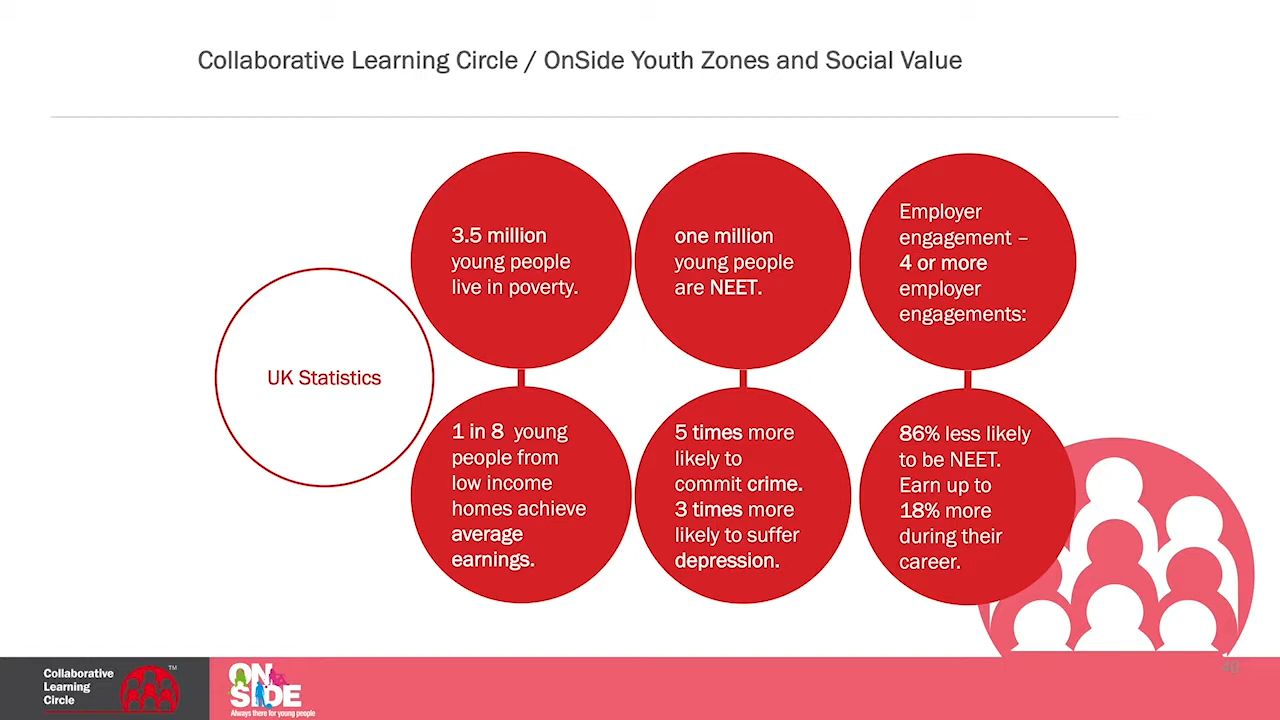 Collaborative Learning Circle / OnSide Youth Zones and Social Value
UK Statistics
3.5 million
young people
live in poverty.
1 in 8 young
people from
low income
homes achieve
average
earnings.
one million
young people
are NEET.
5 times more
likely to
commit crime.
3 times more
likely to suffer
depression.
Employer
engagement –
4 or more
employer
engagements:
86% less likely
to be NEET.
Earn up to
18% more
during their
career.
Collaborative
Learning
Circle
TM
ON
SIDE
Always there for young people
40